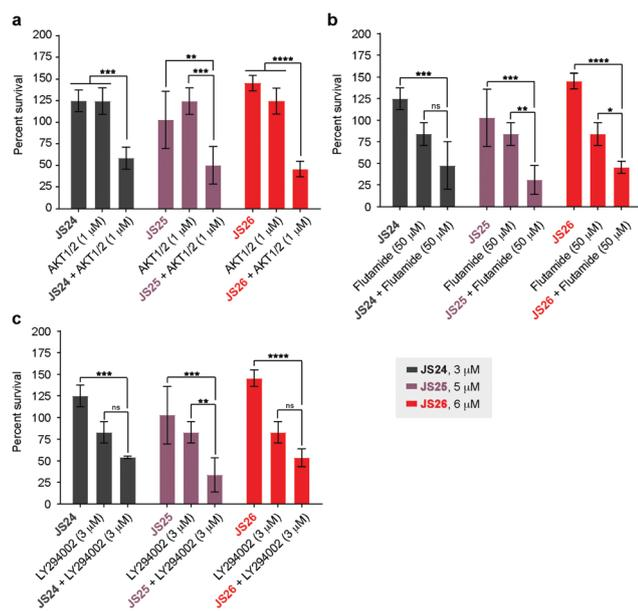 a
Percent survival
200
175
150
125
100
75
50
25
0
***
**
***
****
JS24
AKT1/2 (1 μM)
JS24 + AKT1/2 (1 μM)
JS25
AKT1/2 (1 μM)
JS25 + AKT1/2 (1 μM)
JS26
AKT1/2 (1 μM)
JS26 + AKT1/2 (1 μM)
b
Percent survival
200
175
150
125
100
75
50
25
0
***
ns
***
**
****
*
JS24
Flutamide (50 μM)
JS24 + Flutamide (50 μM)
JS25
Flutamide (50 μM)
JS25 + Flutamide (50 μM)
JS26
Flutamide (50 μM)
JS26 + Flutamide (50 μM)
c
Percent survival
200
175
150
125
100
75
50
25
0
***
ns
***
**
****
ns
JS24
LY294002 (3 μM)
JS24 + LY294002 (3 μM)
JS25
LY294002 (3 μM)
JS25 + LY294002 (3 μM)
JS26
LY294002 (3 μM)
JS26 + LY294002 (3 μM)
JS24, 3 μM
JS25, 5 μM
JS26, 6 μM